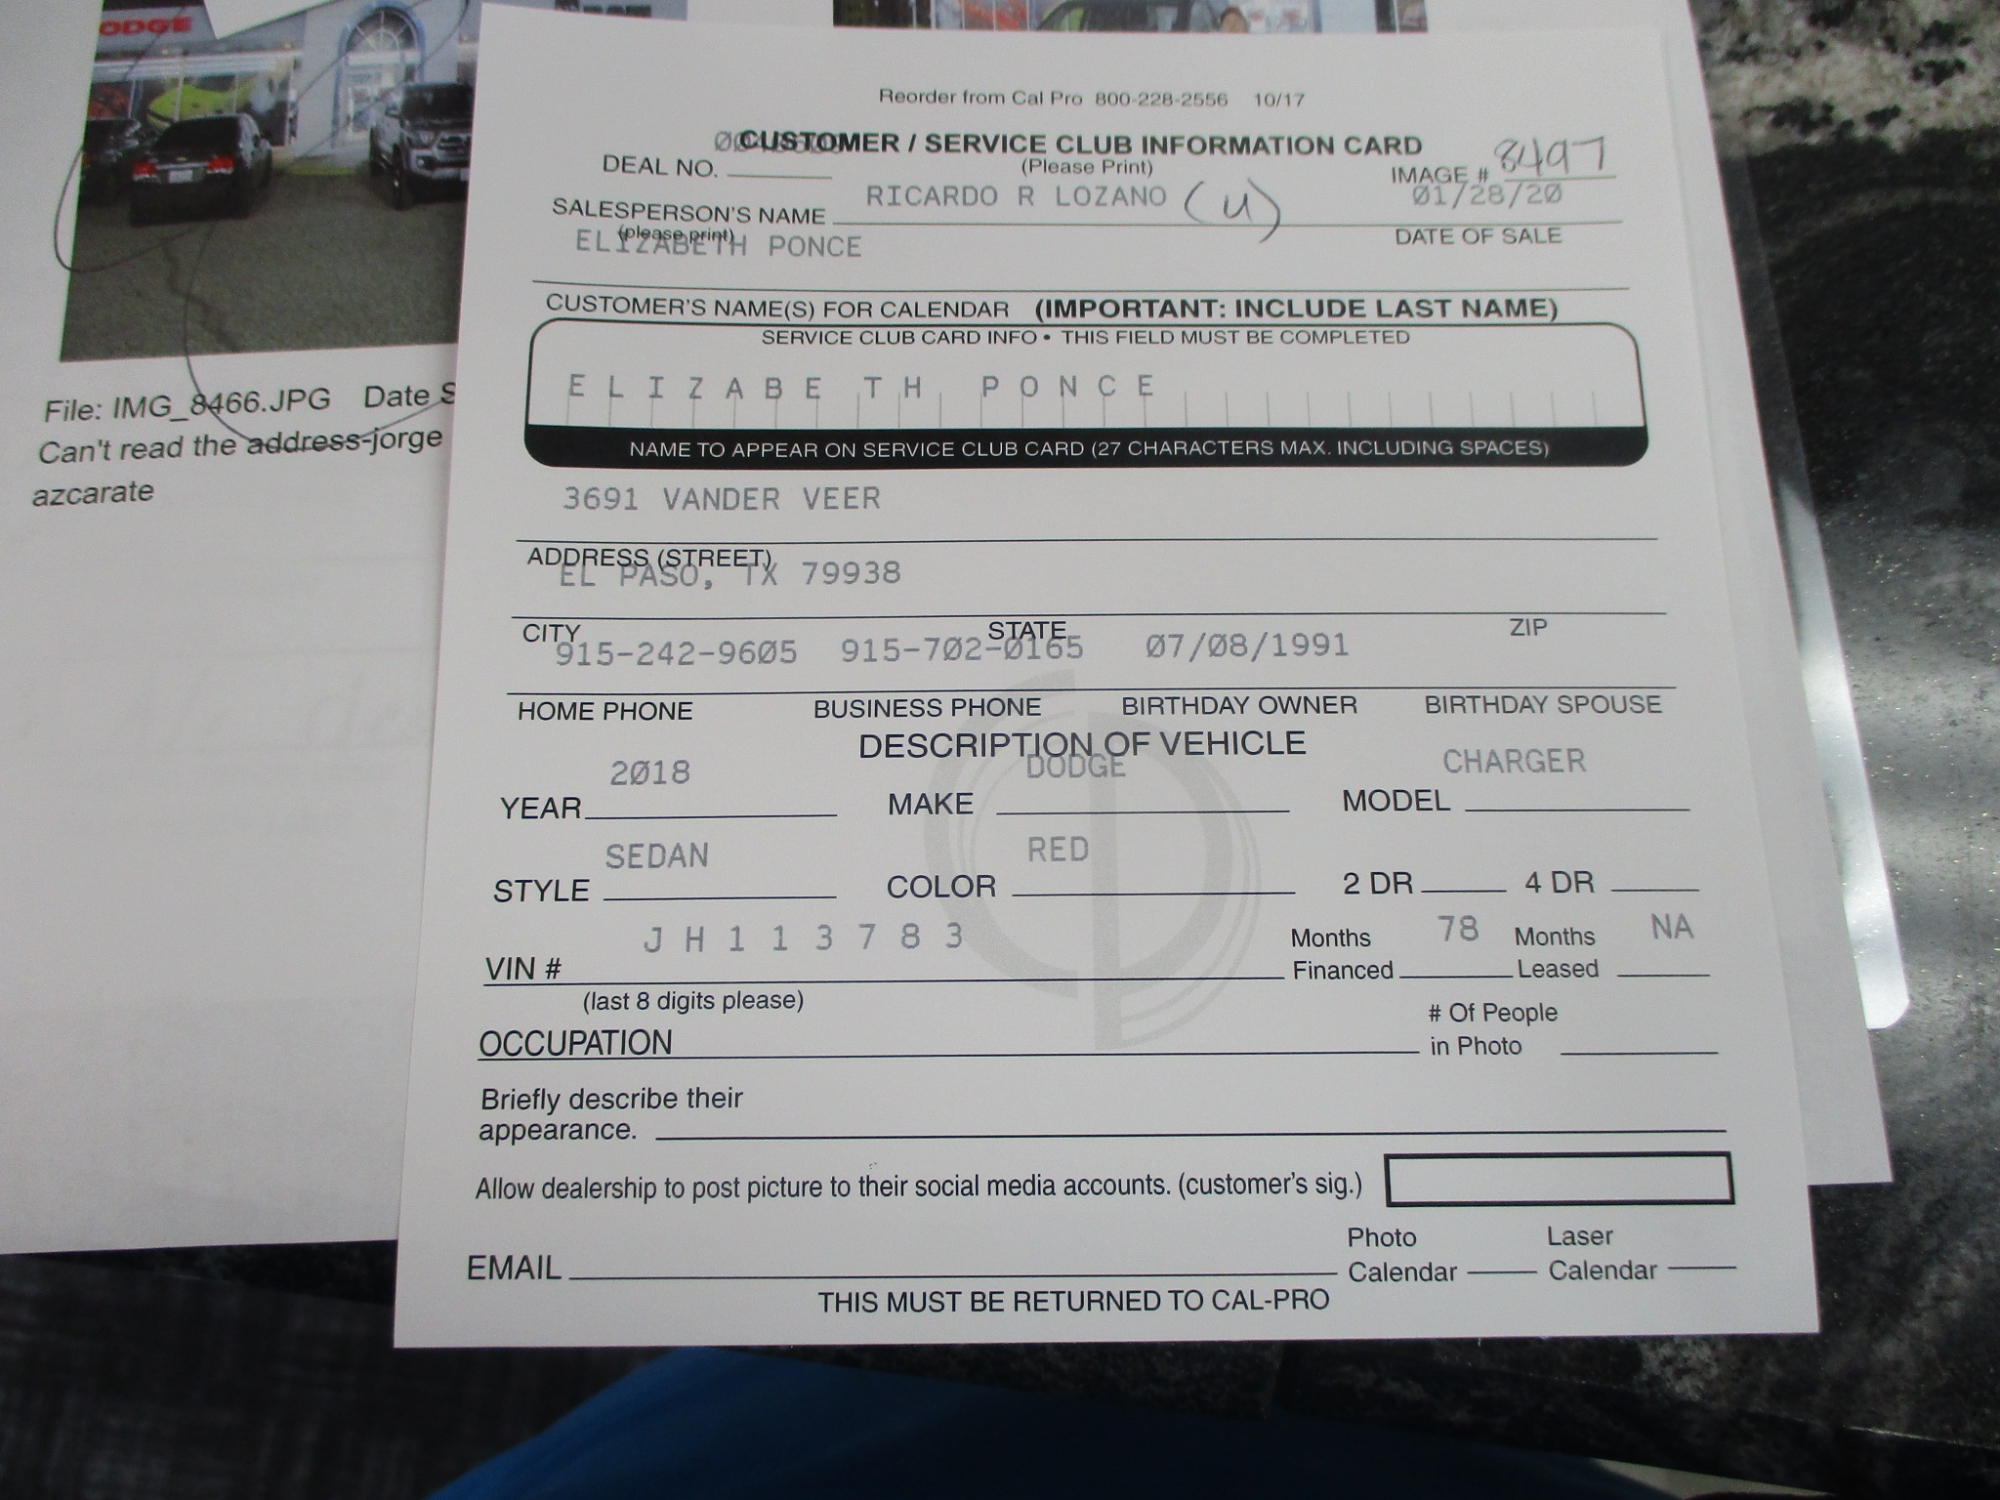 ODGE
File: IMG_8466.JPG Date S
Can't read the address-jorge
azcarate
Reorder from Cal Pro 800-228-2556 10/17
CUSTOMER / SERVICE CLUB INFORMATION CARD
(Please Print)
DEAL NO.
IMAGE # 8497
RICARDO R LOZANO (U)
01/28/20
SALESPERSON'S NAME
(please print)
DATE OF SALE
ELIZABETH PONCE
CUSTOMER'S NAME(S) FOR CALENDAR (IMPORTANT: INCLUDE LAST NAME)
SERVICE CLUB CARD INFO • THIS FIELD MUST BE COMPLETED
E L I Z A B E T H P O N C E
NAME TO APPEAR ON SERVICE CLUB CARD (27 CHARACTERS MAX. INCLUDING SPACES)
3691 VANDER VEER
ADDRESS (STREET)
EL PASO, TX 79938
CITY STATE ZIP
915-242-9605 915-702-0165 07/08/1991
HOME PHONE BUSINESS PHONE BIRTHDAY OWNER BIRTHDAY SPOUSE
DESCRIPTION OF VEHICLE
2018 DODGE CHARGER
YEAR MAKE MODEL
SEDAN RED
STYLE COLOR 2 DR 4 DR
J H 1 1 3 7 8 3
Months 78 Months NA
VIN # Financed Leased
(last 8 digits please)
# Of People
OCCUPATION in Photo
Briefly describe their
appearance.
Allow dealership to post picture to their social media accounts. (customer's sig.)
Photo Laser
EMAIL Calendar Calendar
THIS MUST BE RETURNED TO CAL-PRO